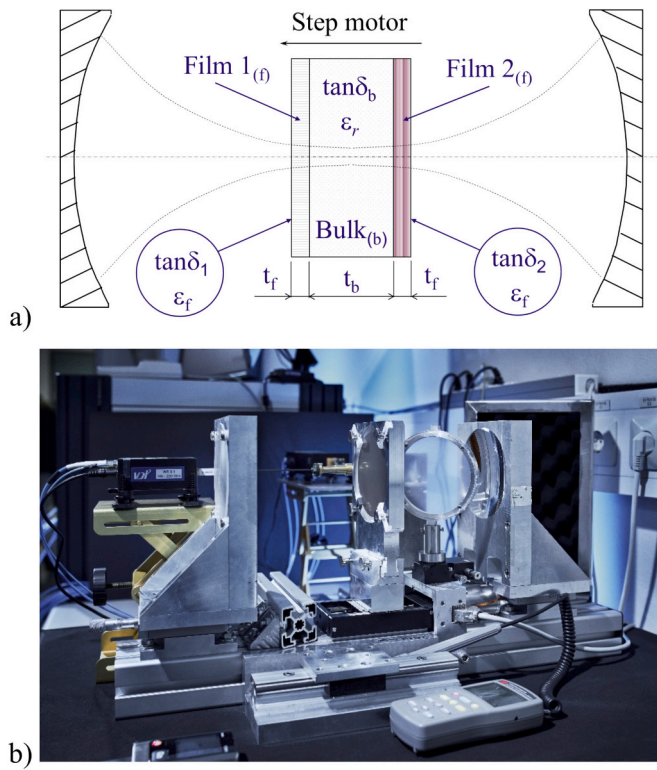 Step motor
Film 1(f)
Film 2(f)
tanδb
εr
Bulk(b)
tanδ1
εf
tanδ2
εf
tf
tb
tf
a)
b)